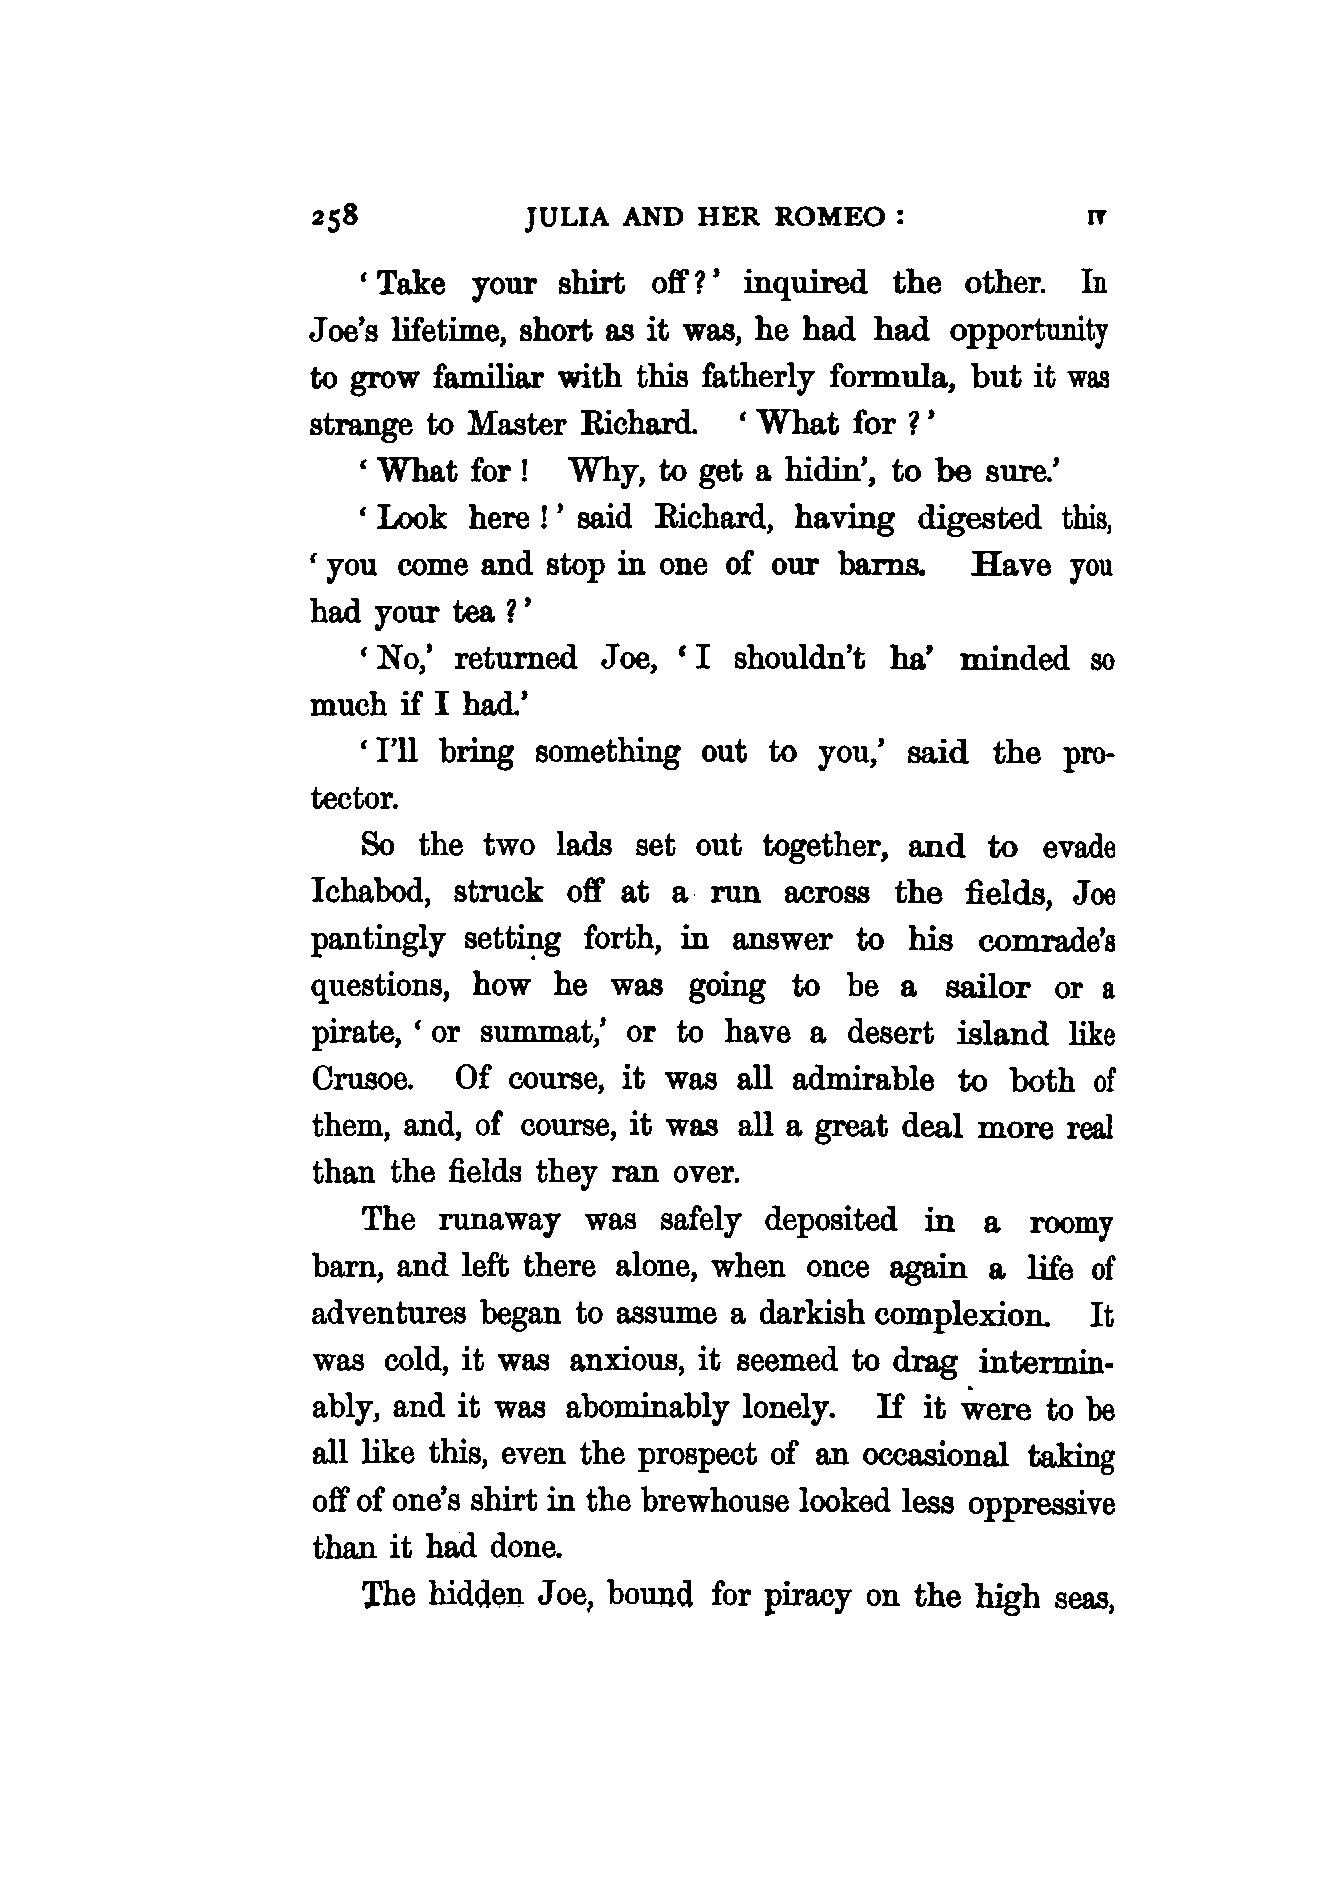 258 JULIA AND HER ROMEO : IV
‘Take your shirt off?’ inquired the other. In
Joe’s lifetime, short as it was, he had had opportunity
to grow familiar with this fatherly formula, but it was
strange to Master Richard. ‘What for?’
‘What for! Why, to get a hidin’, to be sure.’
‘Look here!’ said Richard, having digested this,
‘you come and stop in one of our barns. Have you
had your tea?’
‘No,’ returned Joe, ‘I shouldn’t ha’ minded so
much if I had.’
‘I’ll bring something out to you,’ said the pro-
tector.
So the two lads set out together, and to evade
Ichabod, struck off at a run across the fields, Joe
pantingly setting forth, in answer to his comrade’s
questions, how he was going to be a sailor or a
pirate, ‘or summat,’ or to have a desert island like
Crusoe. Of course, it was all admirable to both of
them, and, of course, it was all a great deal more real
than the fields they ran over.
The runaway was safely deposited in a roomy
barn, and left there alone, when once again a life of
adventures began to assume a darkish complexion. It
was cold, it was anxious, it seemed to drag intermin-
ably, and it was abominably lonely. If it were to be
all like this, even the prospect of an occasional taking
off of one’s shirt in the brewhouse looked less oppressive
than it had done.
The hidden Joe, bound for piracy on the high seas,